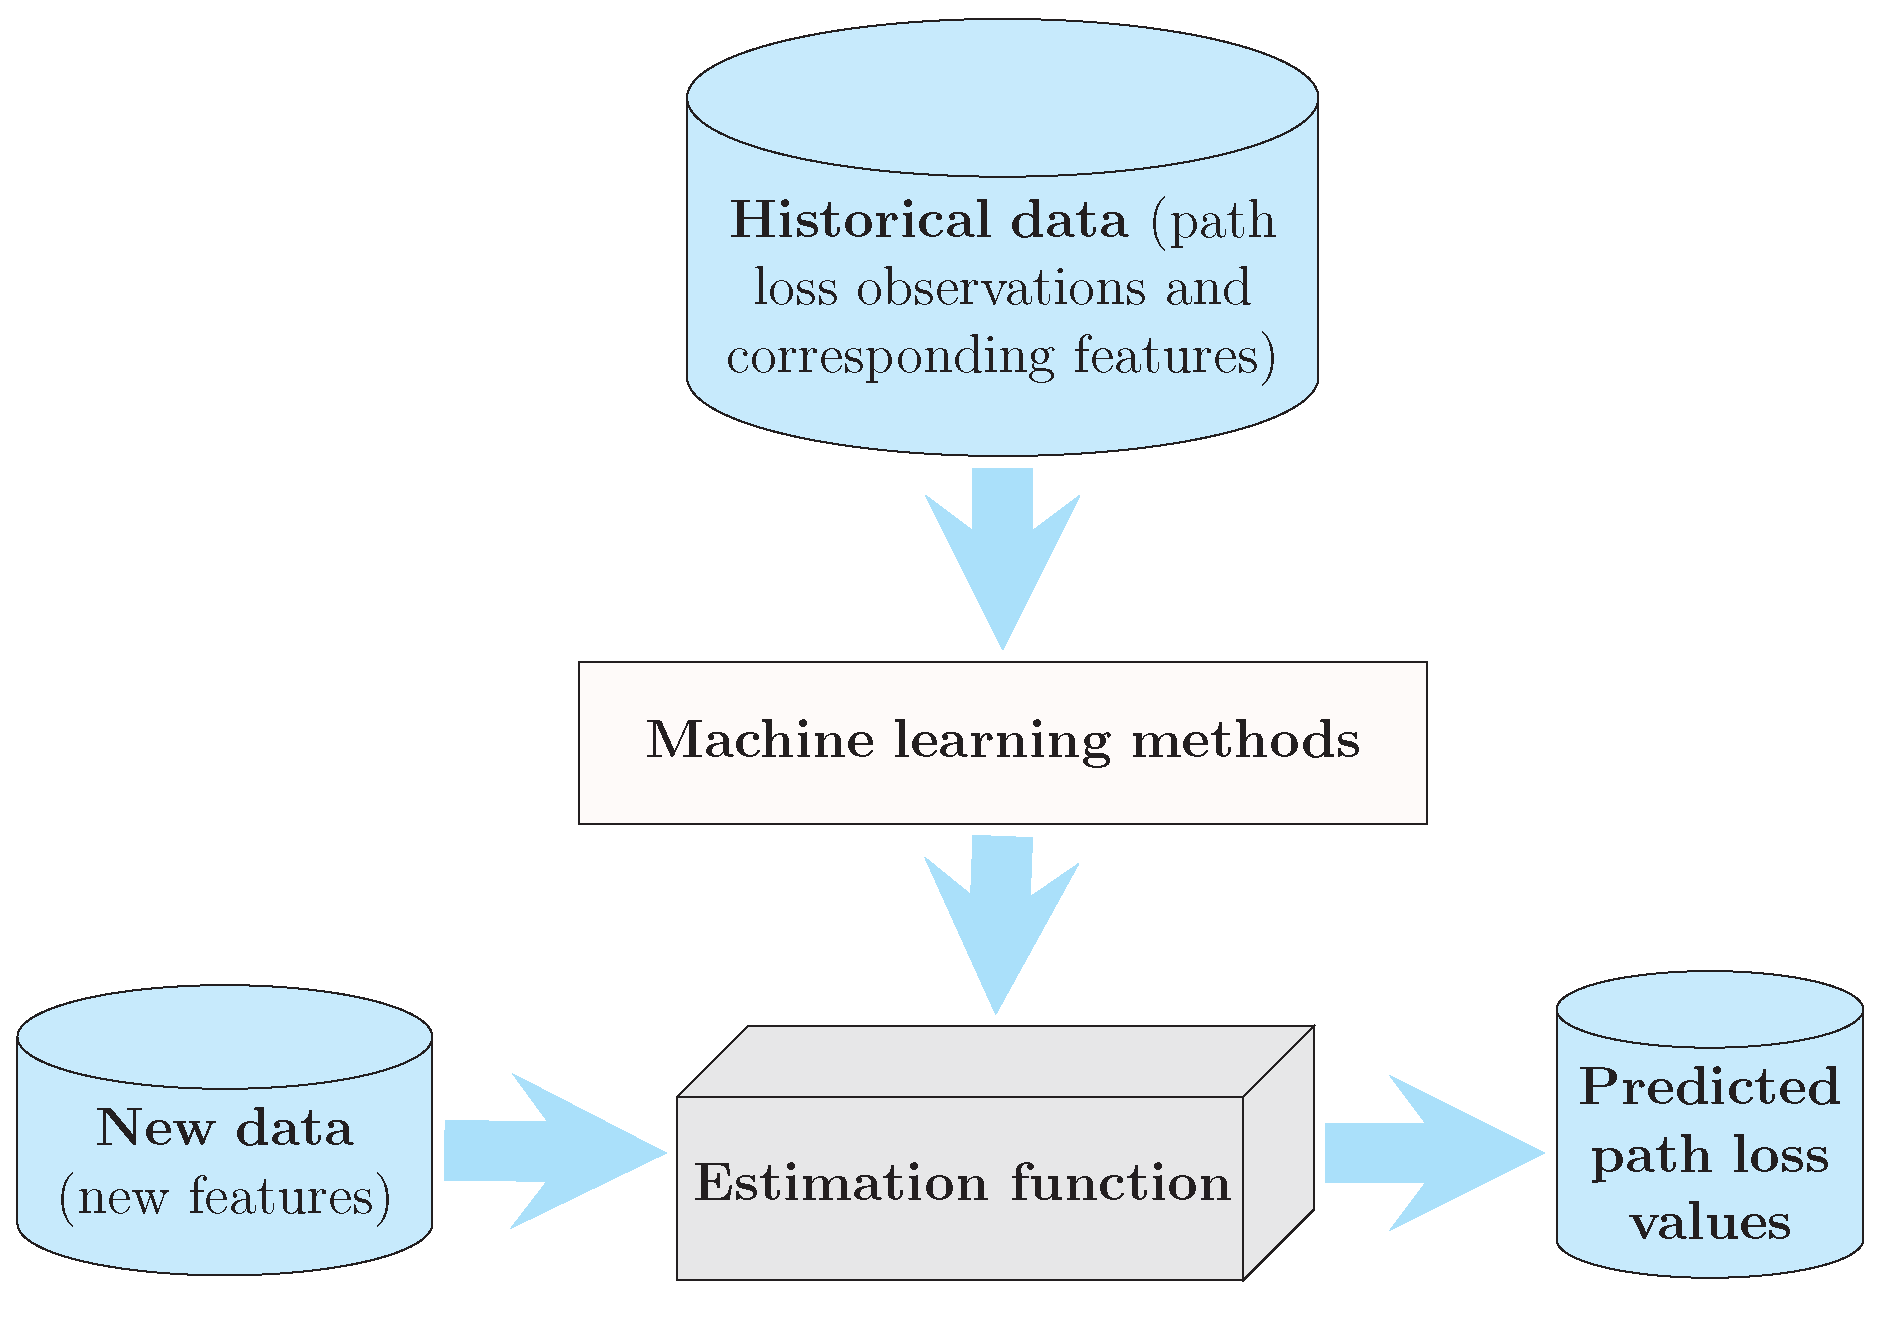 Historical data (path
loss observations and
corresponding features)
Machine learning methods
New data
(new features)
Estimation function
Predicted
path loss
values